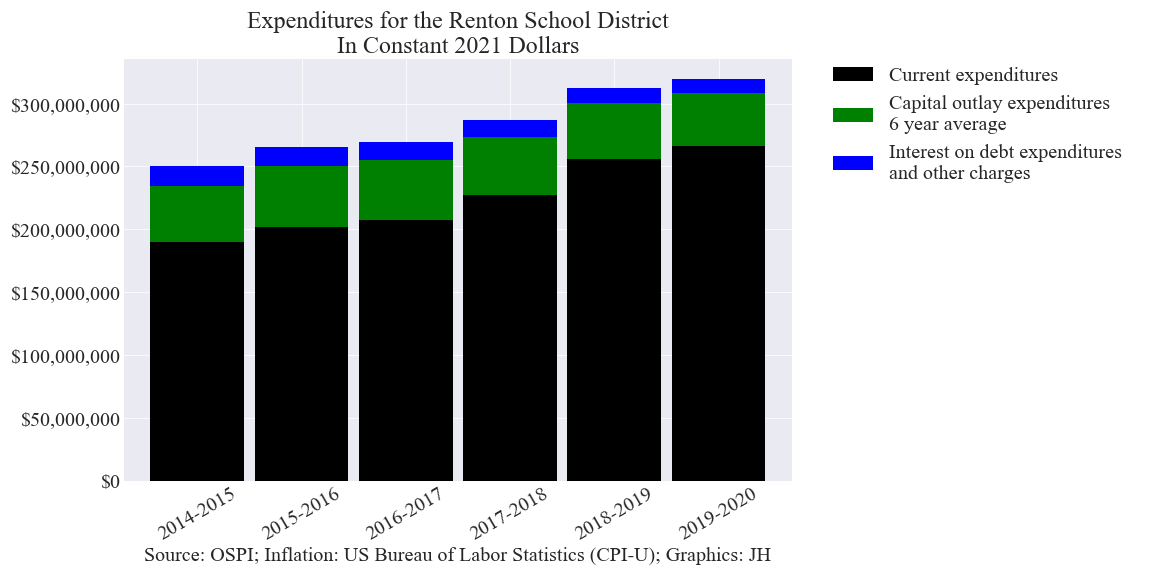 Expenditures for the Renton School District
In Constant 2021 Dollars
Current expenditures
Capital outlay expenditures
6 year average
Interest on debt expenditures
and other charges
$300,000,000
$250,000,000
$200,000,000
$150,000,000
$100,000,000
$50,000,000
$0
2014-2015
2015-2016
2016-2017
2017-2018
2018-2019
2019-2020
Source: OSPI; Inflation: US Bureau of Labor Statistics (CPI-U); Graphics: JH